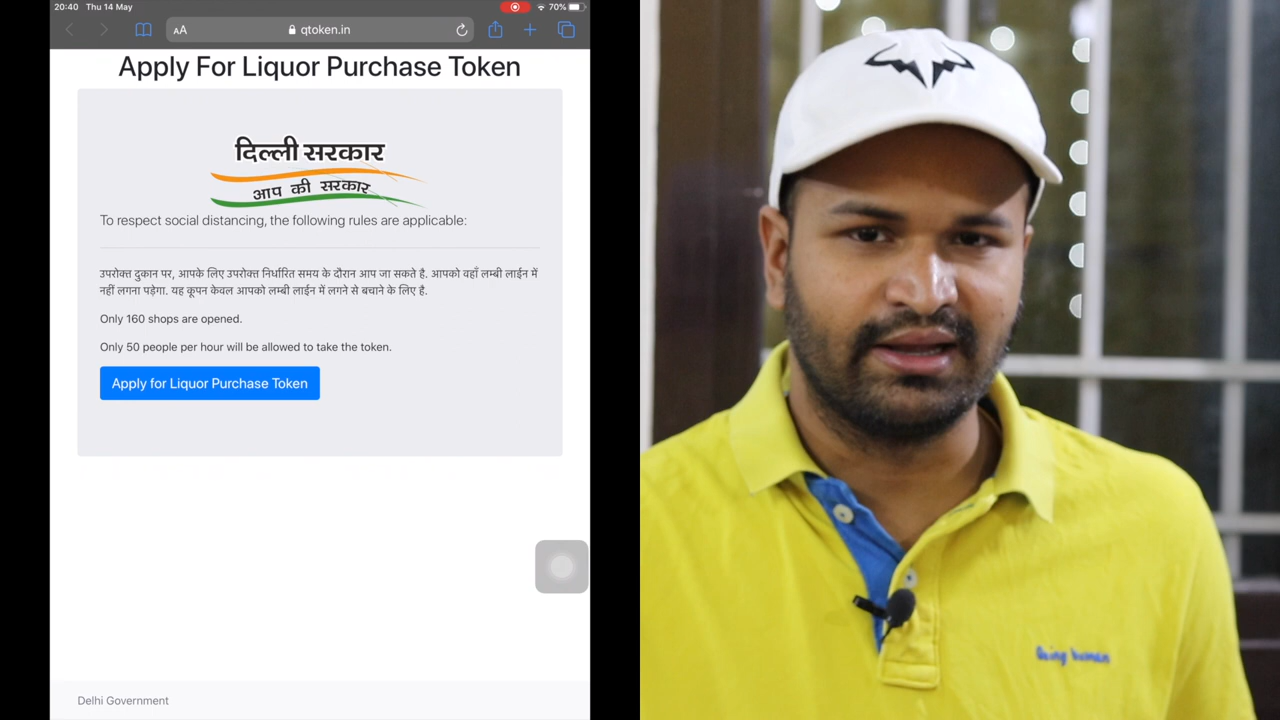 20:40 Thu 14 May
70%
AA
qtoken.in
Apply For Liquor Purchase Token
दिल्ली सरकार
आप की सरकार
To respect social distancing, the following rules are applicable:
उपरोक्त दुकान पर, आपके लिए उपरोक्त निर्धारित समय के दौरान आप जा सकते है. आपको वहाँ लम्बी लाईन में
नहीं लगना पड़ेगा. यह कूपन केवल आपको लम्बी लाईन में लगने से बचाने के लिए है.
Only 160 shops are opened.
Only 50 people per hour will be allowed to take the token.
Apply for Liquor Purchase Token
Delhi Government
Being human